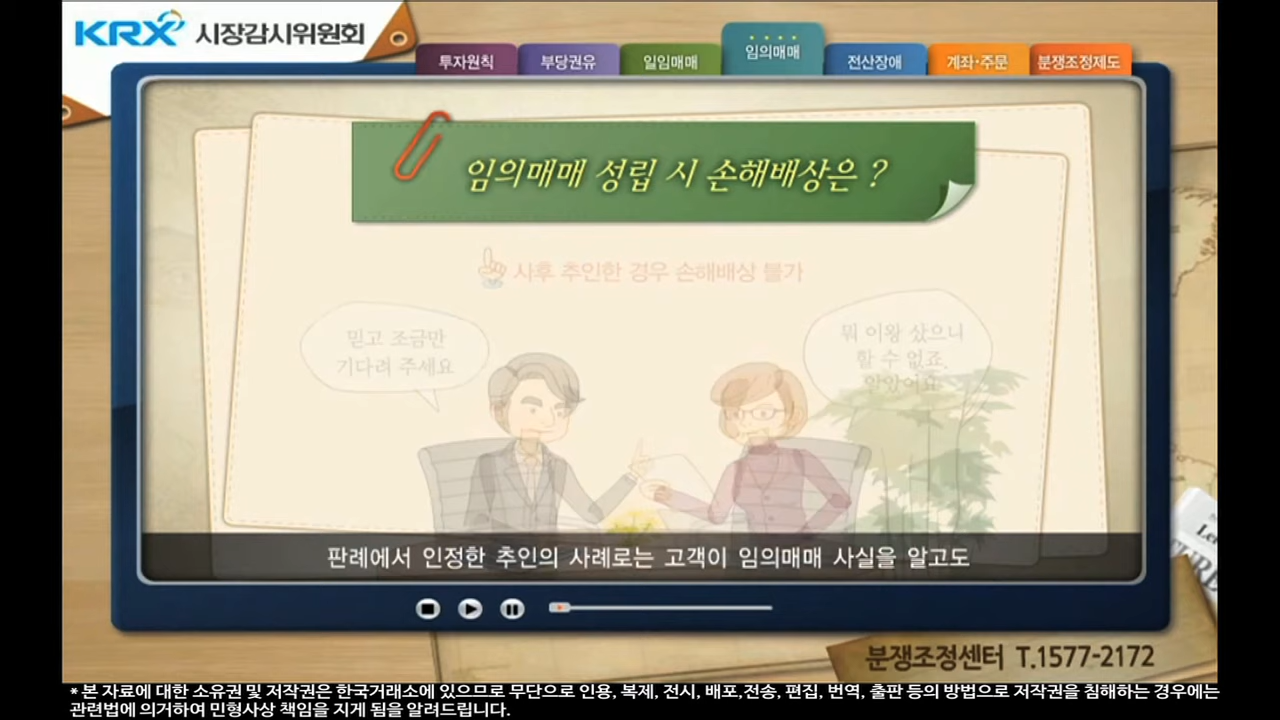 KRX 시장감시위원회
투자원칙
부당권유
일임매매
임의매매
전산장애
계좌·주문
분쟁조정제도
임의매매 성립 시 손해배상은 ?
사후 추인한 경우 손해배상 불가
믿고 조금만
기다려 주세요
뭐 이왕 샀으니
할 수 없죠.
알았어요.
판례에서 인정한 추인의 사례로는 고객이 임의매매 사실을 알고도
분쟁조정센터 T.1577-2172
* 본 자료에 대한 소유권 및 저작권은 한국거래소에 있으므로 무단으로 인용, 복제, 전시, 배포,전송, 편집, 번역, 출판 등의 방법으로 저작권을 침해하는 경우에는
관련법에 의거하여 민형사상 책임을 지게 됨을 알려드립니다.